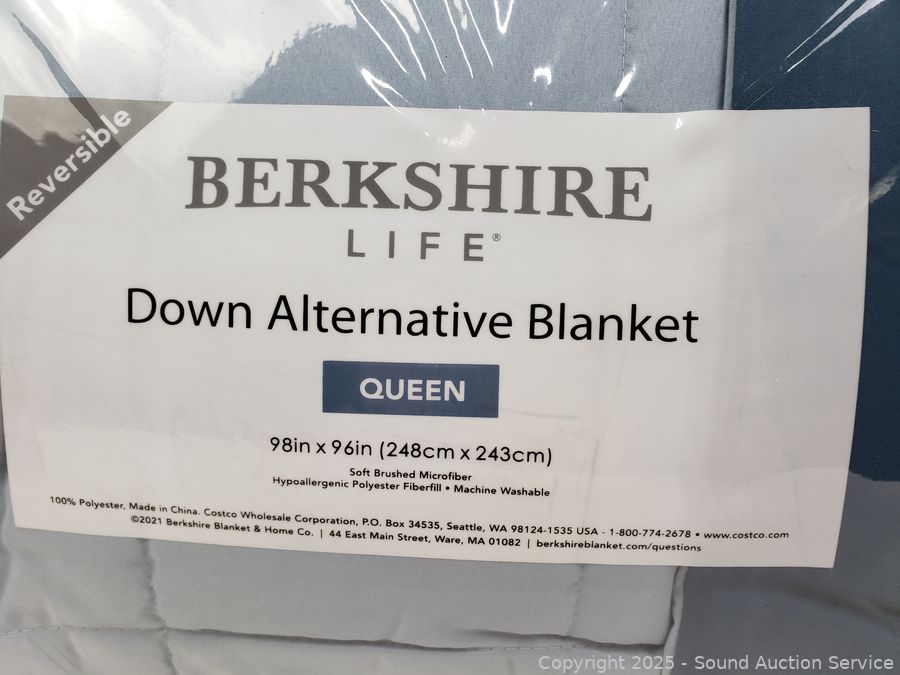 Reversible
BERKSHIRE
LIFE®
Down Alternative Blanket
QUEEN
98in x 96in (248cm x 243cm)
Soft Brushed Microfiber
Hypoallergenic Polyester Fiberfill • Machine Washable
100% Polyester, Made in China. Costco Wholesale Corporation, P.O. Box 34535, Seattle, WA 98124-1535 USA - 1-800-774-2678 • www.costco.com
©2021 Berkshire Blanket & Home Co. | 44 East Main Street, Ware, MA 01082 | berkshireblanket.com/questions
Copyright 2025 - Sound Auction Service